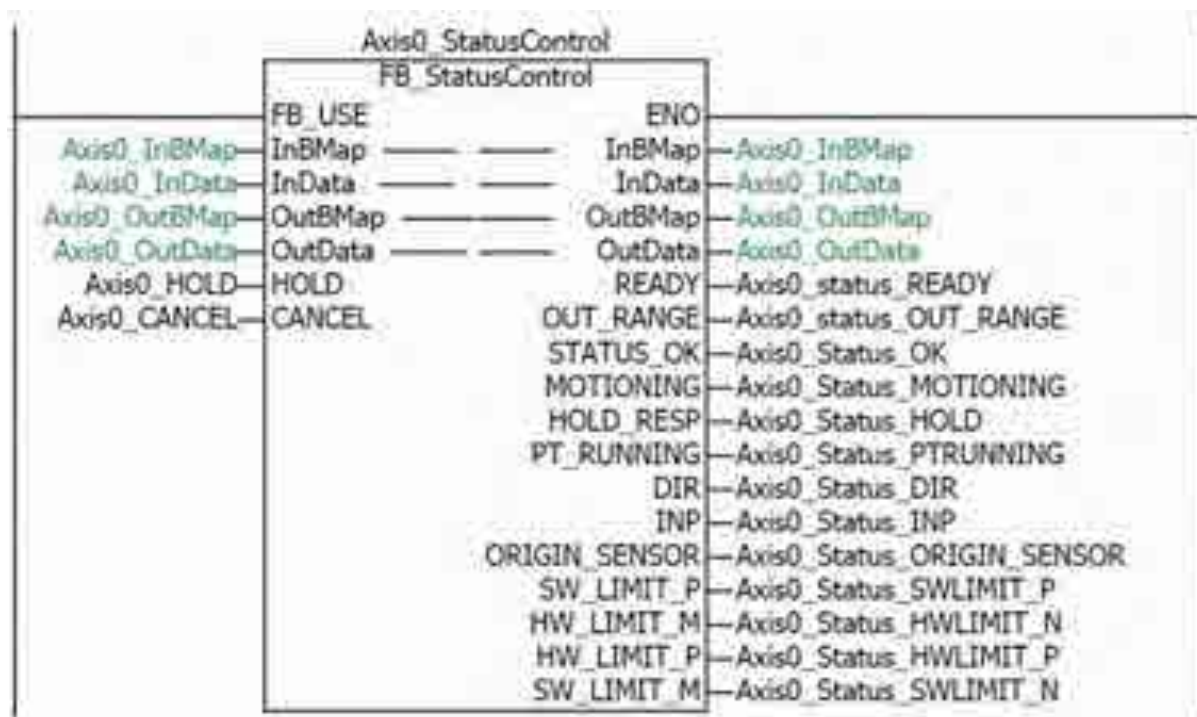 Axis0_StatusControl
FB_StatusControl
FB_USE ENO
Axis0_InBMap InBMap InBMap Axis0_InBMap
Axis0_InData InData InData Axis0_InData
Axis0_OutBMap OutBMap OutBMap Axis0_OutBMap
Axis0_OutData OutData OutData Axis0_OutData
Axis0_HOLD HOLD READY Axis0_status_READY
Axis0_CANCEL CANCEL OUT_RANGE Axis0_status_OUT_RANGE
STATUS_OK Axis0_Status_OK
MOTIONING Axis0_Status_MOTIONING
HOLD_RESP Axis0_Status_HOLD
PT_RUNNING Axis0_Status_PTRUNNING
DIR Axis0_Status_DIR
INP Axis0_Status_INP
ORIGIN_SENSOR Axis0_Status_ORIGIN_SENSOR
SW_LIMIT_P Axis0_Status_SWLIMIT_P
HW_LIMIT_M Axis0_Status_HWLIMIT_N
HW_LIMIT_P Axis0_Status_HWLIMIT_P
SW_LIMIT_M Axis0_Status_SWLIMIT_N